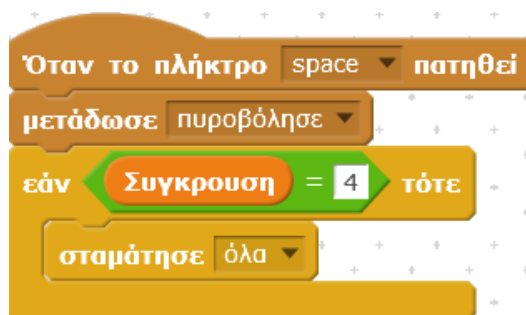 Όταν το πλήκτρο space πατηθεί
μετάδωσε πυροβόλησε
εάν Συγκρουση = 4 τότε
σταμάτησε όλα